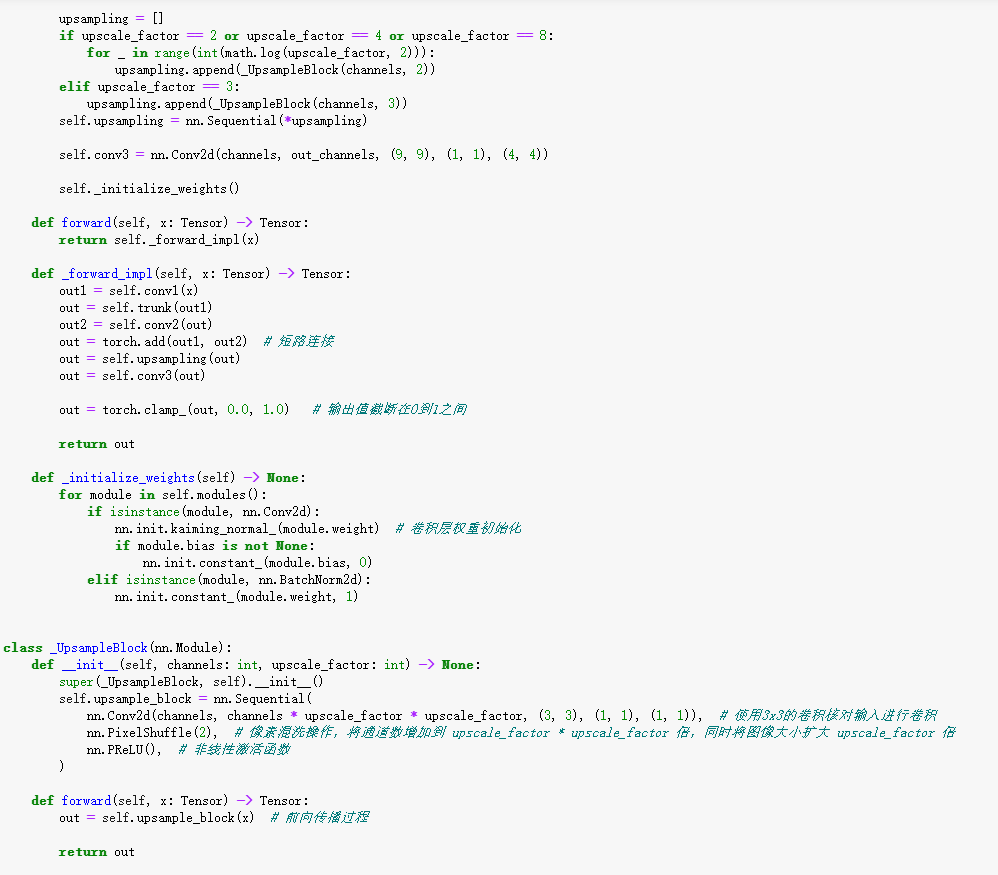 upsampling = []
if upscale_factor == 2 or upscale_factor == 4 or upscale_factor == 8:
for _ in range(int(math.log(upscale_factor, 2))):
upsampling.append(_UpsampleBlock(channels, 2))
elif upscale_factor == 3:
upsampling.append(_UpsampleBlock(channels, 3))
self.upsampling = nn.Sequential(*upsampling)
self.conv3 = nn.Conv2d(channels, out_channels, (9, 9), (1, 1), (4, 4))
self._initialize_weights()
def forward(self, x: Tensor) -> Tensor:
return self._forward_impl(x)
def _forward_impl(self, x: Tensor) -> Tensor:
out1 = self.conv1(x)
out = self.trunk(out1)
out2 = self.conv2(out)
out = torch.add(out1, out2)  # 短路连接
out = self.upsampling(out)
out = self.conv3(out)
out = torch.clamp_(out, 0.0, 1.0)   # 输出值截断在0到1之间
return out
def _initialize_weights(self) -> None:
for module in self.modules():
if isinstance(module, nn.Conv2d):
nn.init.kaiming_normal_(module.weight)  # 卷积层权重初始化
if module.bias is not None:
nn.init.constant_(module.bias, 0)
elif isinstance(module, nn.BatchNorm2d):
nn.init.constant_(module.weight, 1)
class _UpsampleBlock(nn.Module):
def __init__(self, channels: int, upscale_factor: int) -> None:
super(_UpsampleBlock, self).__init__()
self.upsample_block = nn.Sequential(
nn.Conv2d(channels, channels * upscale_factor * upscale_factor, (3, 3), (1, 1), (1, 1)),  # 使用3x3的卷积核对输入进行卷积
nn.PixelShuffle(2),  # 像素混洗操作，将通道数增加到 upscale_factor * upscale_factor 倍，同时将图像大小扩大 upscale_factor 倍
nn.PReLU(),  # 非线性激活函数
)
def forward(self, x: Tensor) -> Tensor:
out = self.upsample_block(x)  # 前向传播过程
return out